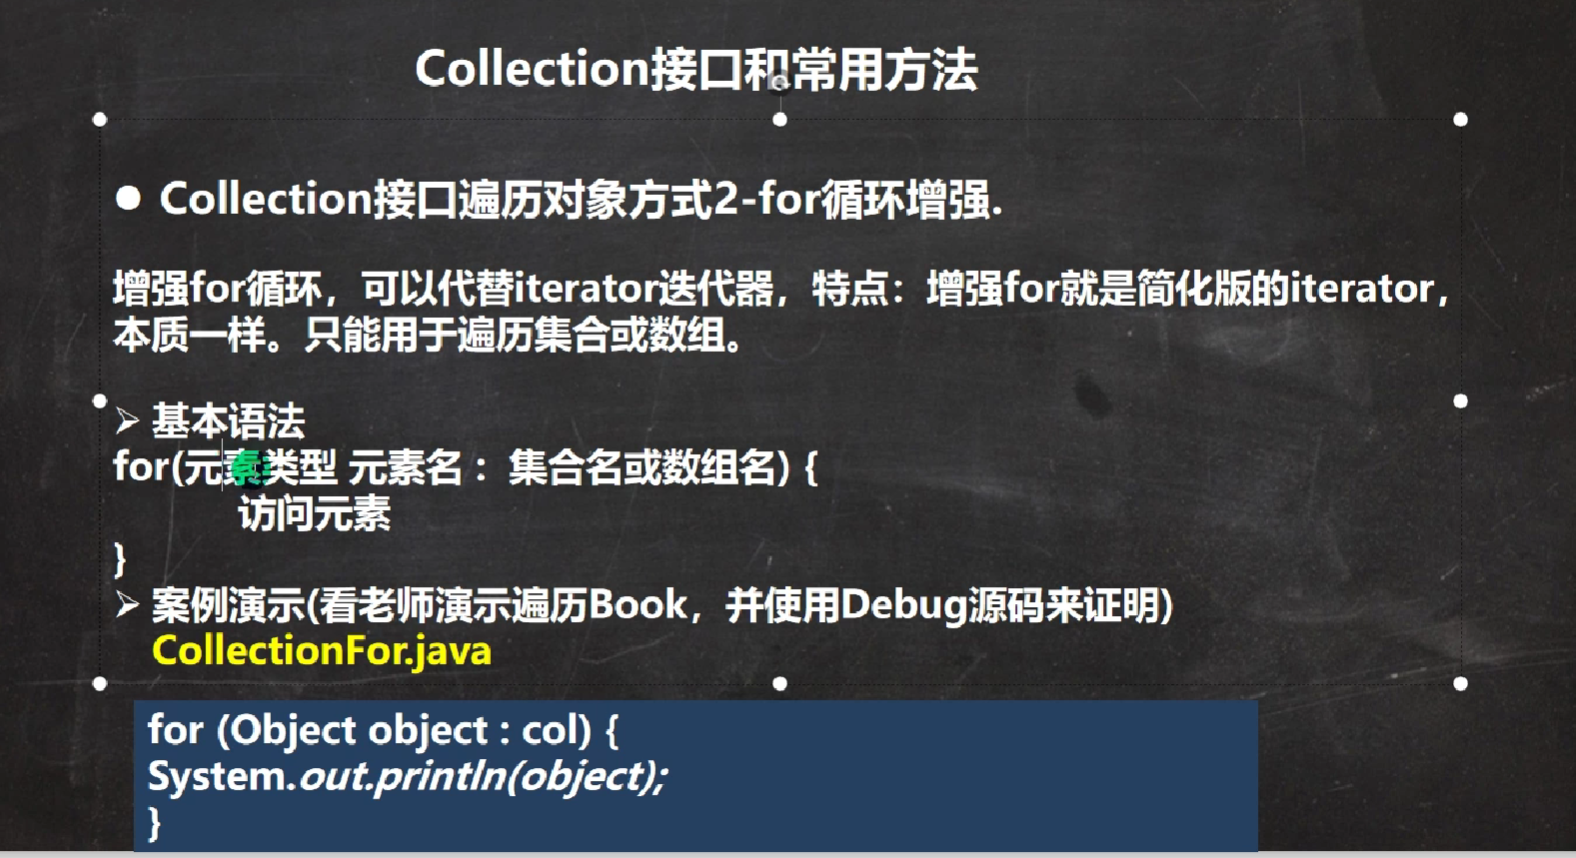 Collection接口和常用方法
● Collection接口遍历对象方式2-for循环增强.
增强for循环，可以代替iterator迭代器，特点：增强for就是简化版的iterator，
本质一样。只能用于遍历集合或数组。
➢ 基本语法
for(元素类型 元素名：集合名或数组名) {
访问元素
}
➢ 案例演示(看老师演示遍历Book，并使用Debug源码来证明)
CollectionFor.java
for (Object object : col) {
System.out.println(object);
}